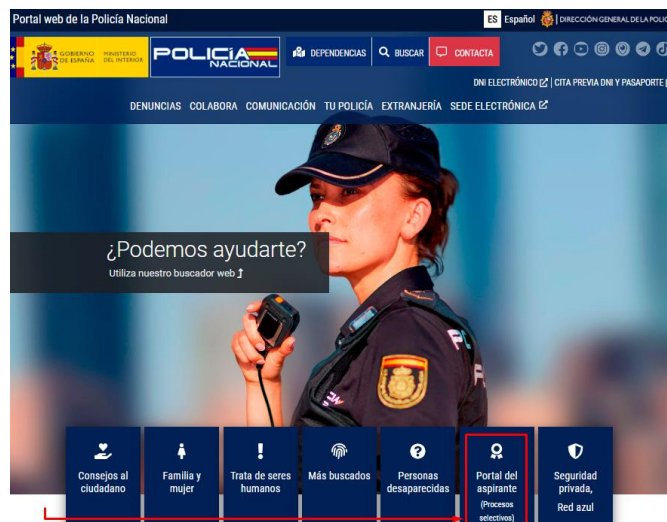 Portal web de la Policía Nacional
ES Español
DIRECCIÓN GENERAL DE LA POLIC
GOBIERNO DE ESPAÑA
MINISTERIO DEL INTERIOR
POLICÍA NACIONAL
DEPENDENCIAS
BUSCAR
CONTACTA
DNI ELECTRÓNICO | CITA PREVIA DNI Y PASAPORTE
DENUNCIAS COLABORA COMUNICACIÓN TU POLICÍA EXTRANJERÍA SEDE ELECTRÓNICA
¿Podemos ayudarte?
Utiliza nuestro buscador web
Consejos al
ciudadano
Familia y
mujer
Trata de seres
humanos
Más buscados
Personas
desaparecidas
Portal del
aspirante
(Procesos
selectivos)
Seguridad
privada,
Red azul